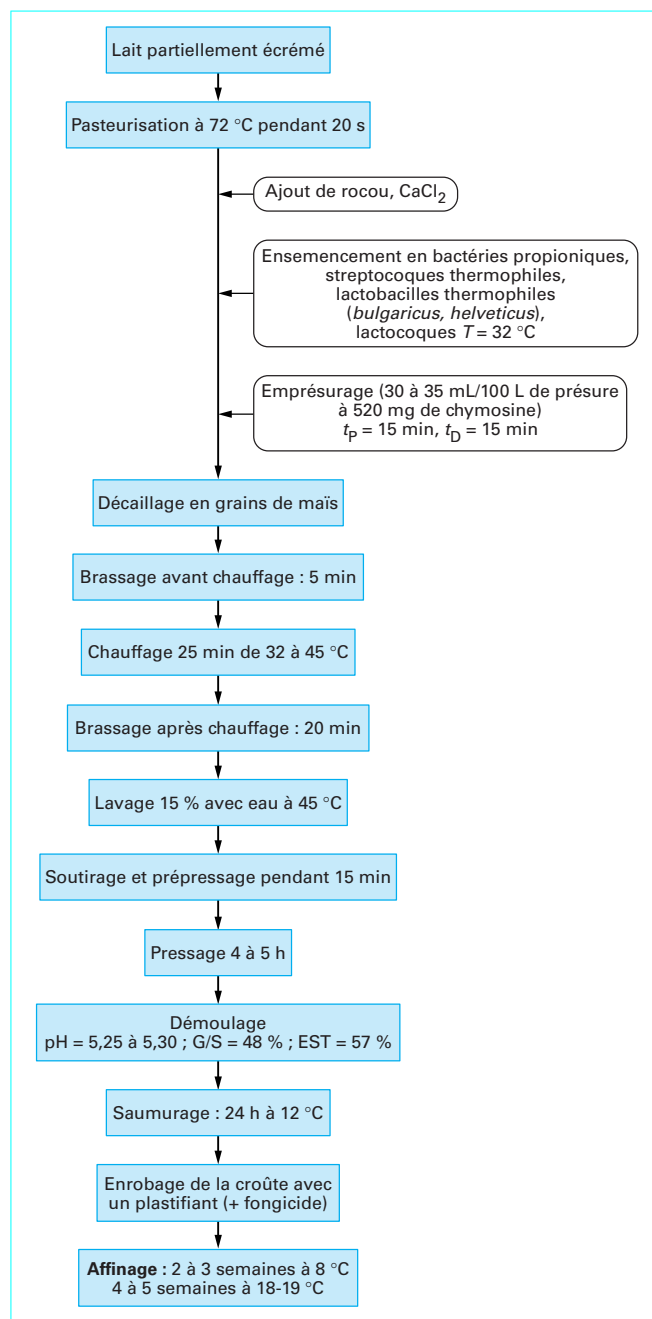 Lait partiellement écrémé
Pasteurisation à 72 °C pendant 20 s
Ajout de rocou, CaCl2
Ensemencement en bactéries propioniques,
streptocoques thermophiles,
lactobacilles thermophiles
(bulgaricus, helveticus),
lactocoques T = 32 °C
Emprésurage (30 à 35 mL/100 L de présure
à 520 mg de chymosine)
tP = 15 min, tD = 15 min
Décaillage en grains de maïs
Brassage avant chauffage : 5 min
Chauffage 25 min de 32 à 45 °C
Brassage après chauffage : 20 min
Lavage 15 % avec eau à 45 °C
Soutirage et prépressage pendant 15 min
Pressage 4 à 5 h
Démoulage
pH = 5,25 à 5,30 ; G/S = 48 % ; EST = 57 %
Saumurage : 24 h à 12 °C
Enrobage de la croûte avec
un plastifiant (+ fongicide)
Affinage : 2 à 3 semaines à 8 °C
4 à 5 semaines à 18-19 °C